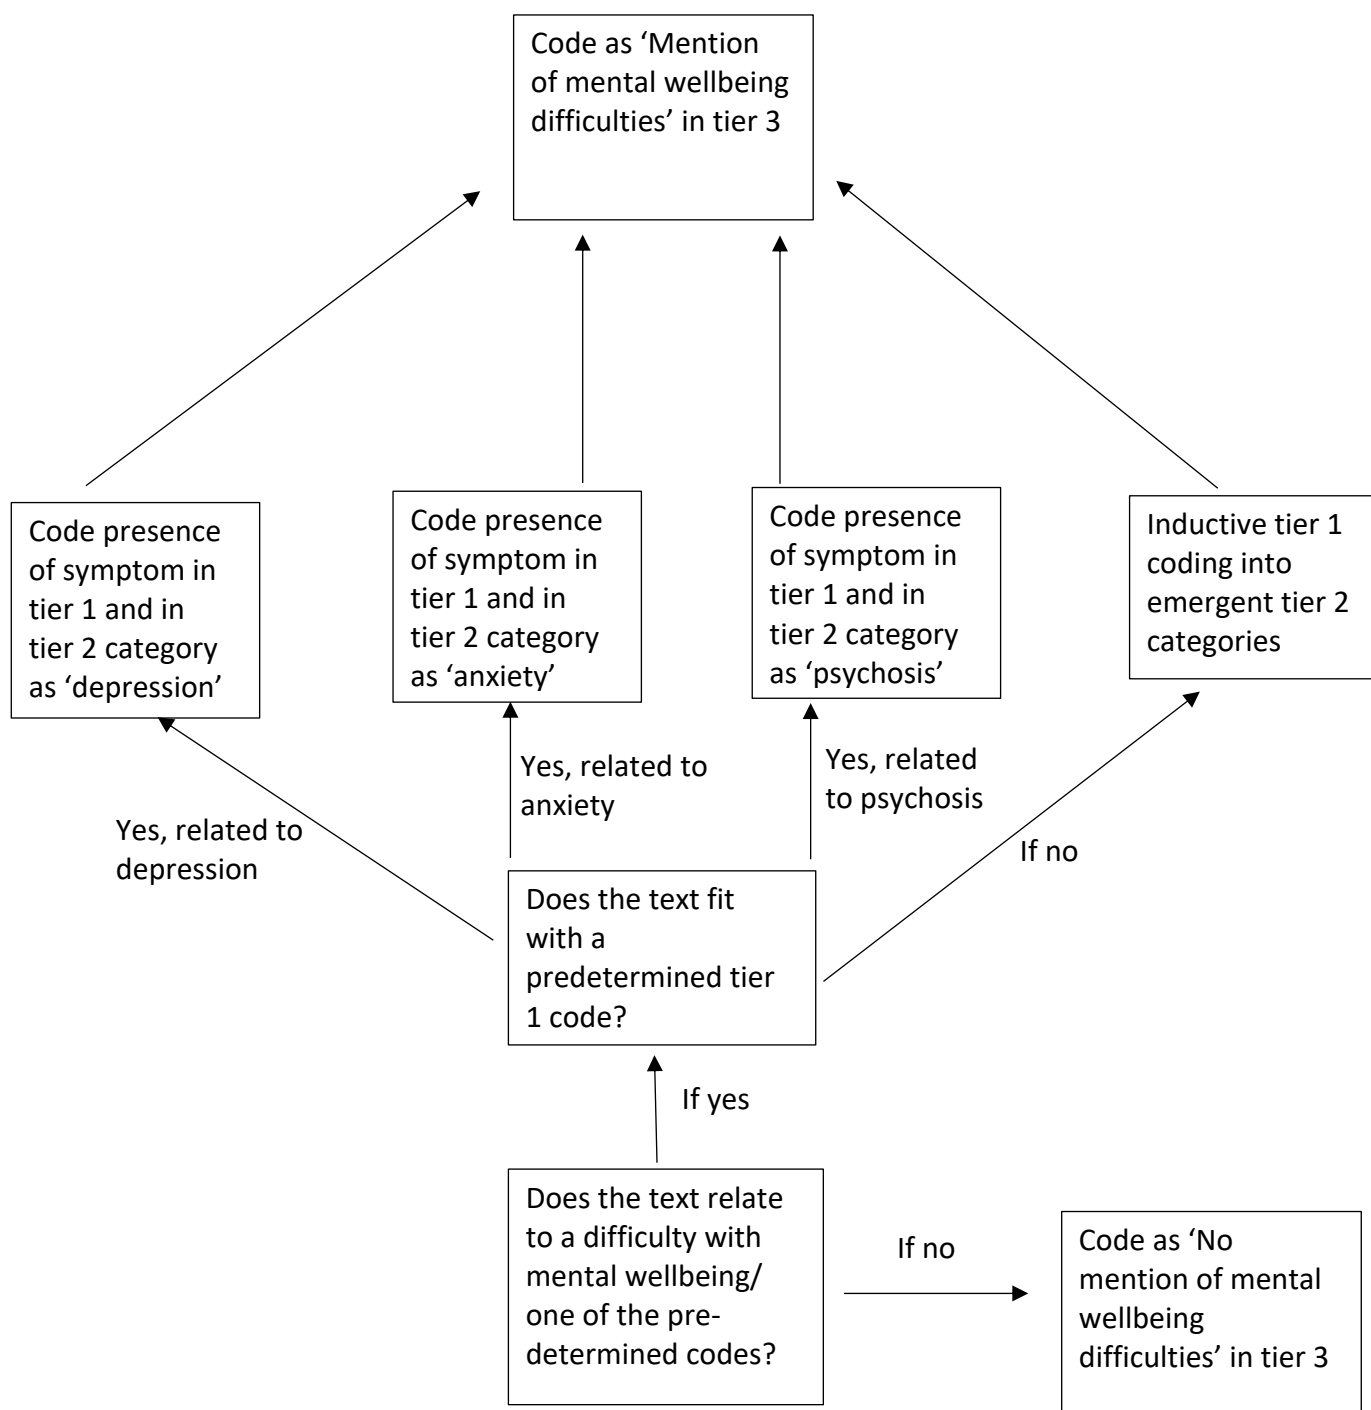 Code as ‘Mention
of mental wellbeing
difficulties’ in tier 3
Code presence
of symptom in
tier 1 and in
tier 2 category
as ‘depression’
Code presence
of symptom in
tier 1 and in
tier 2 category
as ‘anxiety’
Code presence
of symptom in
tier 1 and in
tier 2 category
as ‘psychosis’
Inductive tier 1
coding into
emergent tier 2
categories
Yes, related to
depression
Yes, related to
anxiety
Yes, related
to psychosis
If no
Does the text fit
with a
predetermined tier
1 code?
If yes
Does the text relate
to a difficulty with
mental wellbeing/
one of the pre-
determined codes?
If no
Code as ‘No
mention of mental
wellbeing
difficulties’ in tier 3